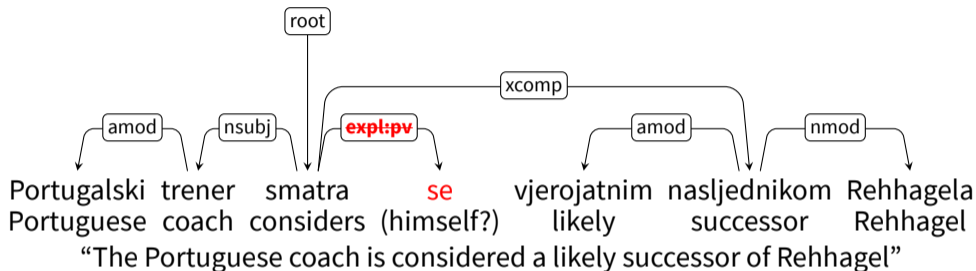 root
xcomp
amod nsubj expl:pv amod nmod
Portugalski trener smatra se vjerojatnim nasljednikom Rehhagela
Portuguese coach considers (himself?) likely successor Rehhagel
“The Portuguese coach is considered a likely successor of Rehhagel”